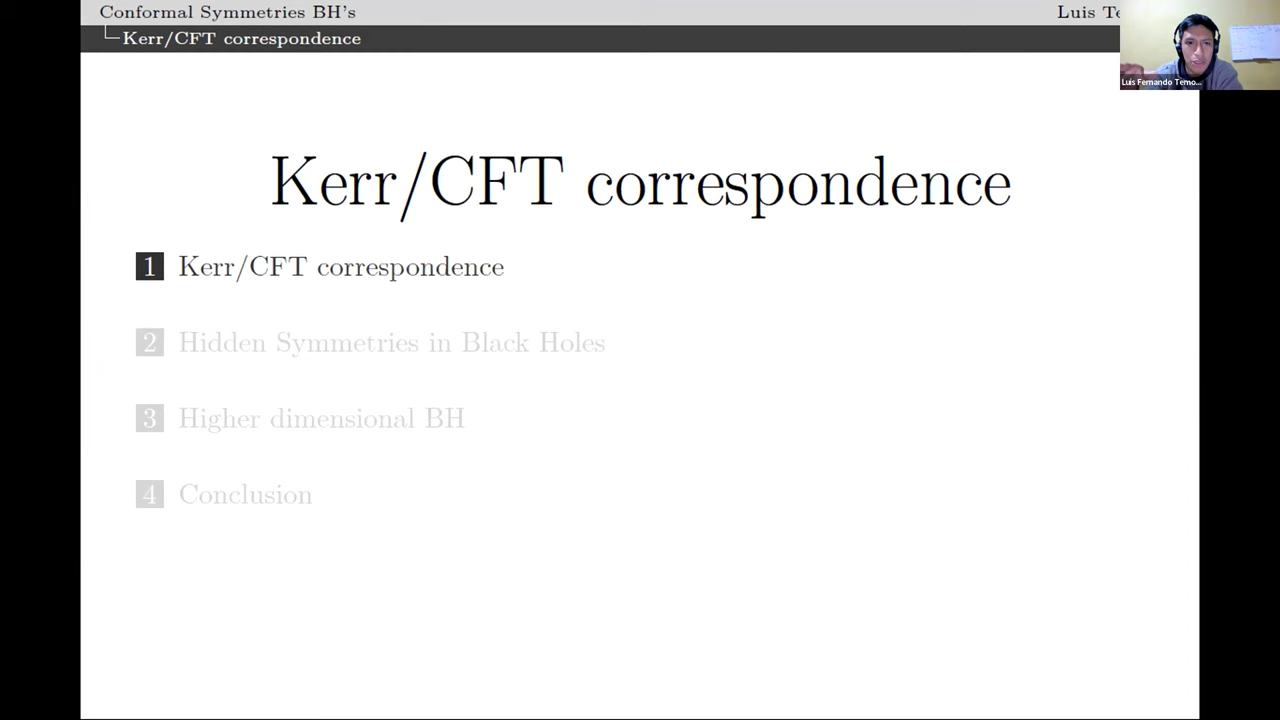 Conformal Symmetries BH's
Luis Te
Kerr/CFT correspondence
Luis Fernando Temo...
Kerr/CFT correspondence
1 Kerr/CFT correspondence
2 Hidden Symmetries in Black Holes
3 Higher dimensional BH
4 Conclusion